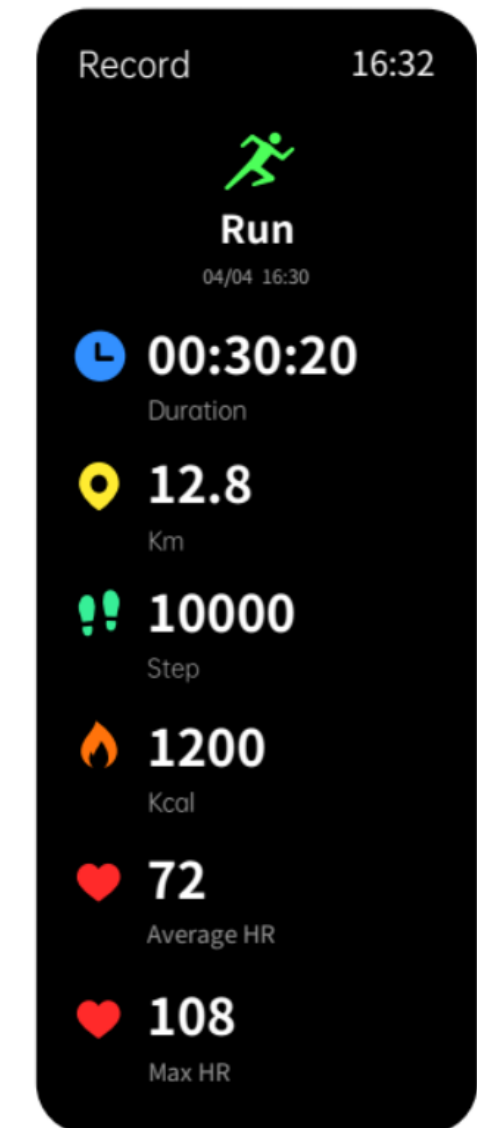 Record 16:32
Run
04/04 16:30
00:30:20
Duration
12.8
Km
10000
Step
1200
Kcal
72
Average HR
108
Max HR